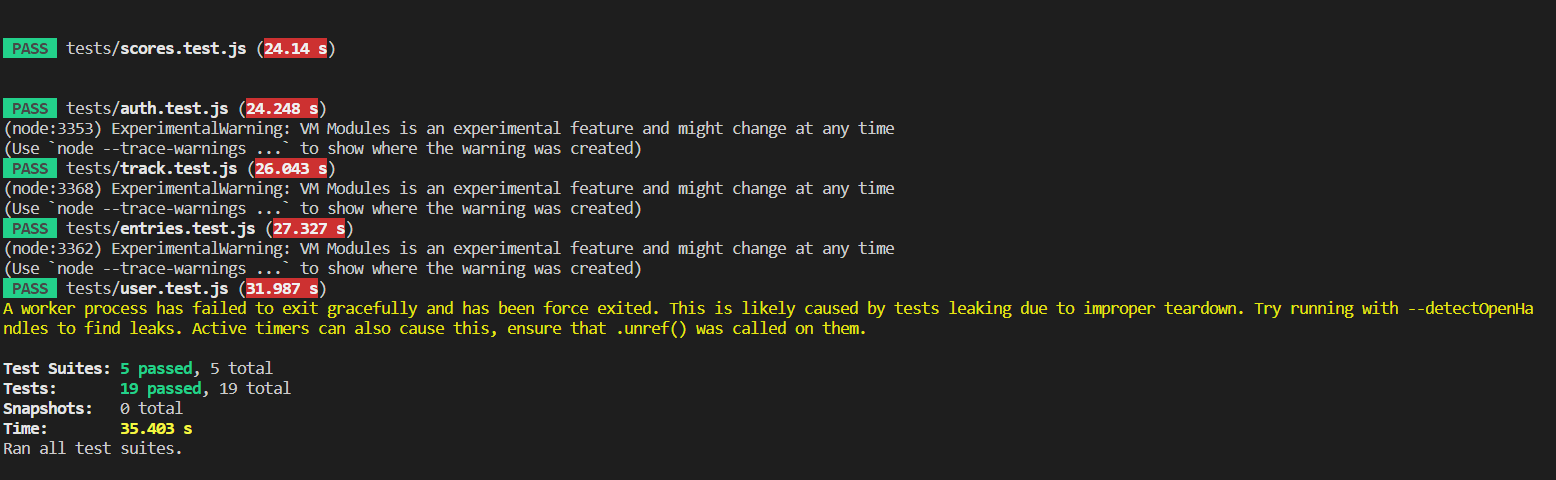 PASS tests/scores.test.js (24.14 s)
PASS tests/auth.test.js (24.248 s)
(node:3353) ExperimentalWarning: VM Modules is an experimental feature and might change at any time
(Use `node --trace-warnings ...` to show where the warning was created)
PASS tests/track.test.js (26.043 s)
(node:3368) ExperimentalWarning: VM Modules is an experimental feature and might change at any time
(Use `node --trace-warnings ...` to show where the warning was created)
PASS tests/entries.test.js (27.327 s)
(node:3362) ExperimentalWarning: VM Modules is an experimental feature and might change at any time
(Use `node --trace-warnings ...` to show where the warning was created)
PASS tests/user.test.js (31.987 s)
A worker process has failed to exit gracefully and has been force exited. This is likely caused by tests leaking due to improper teardown. Try running with --detectOpenHa
ndles to find leaks. Active timers can also cause this, ensure that .unref() was called on them.
Test Suites: 5 passed, 5 total
Tests: 19 passed, 19 total
Snapshots: 0 total
Time: 35.403 s
Ran all test suites.